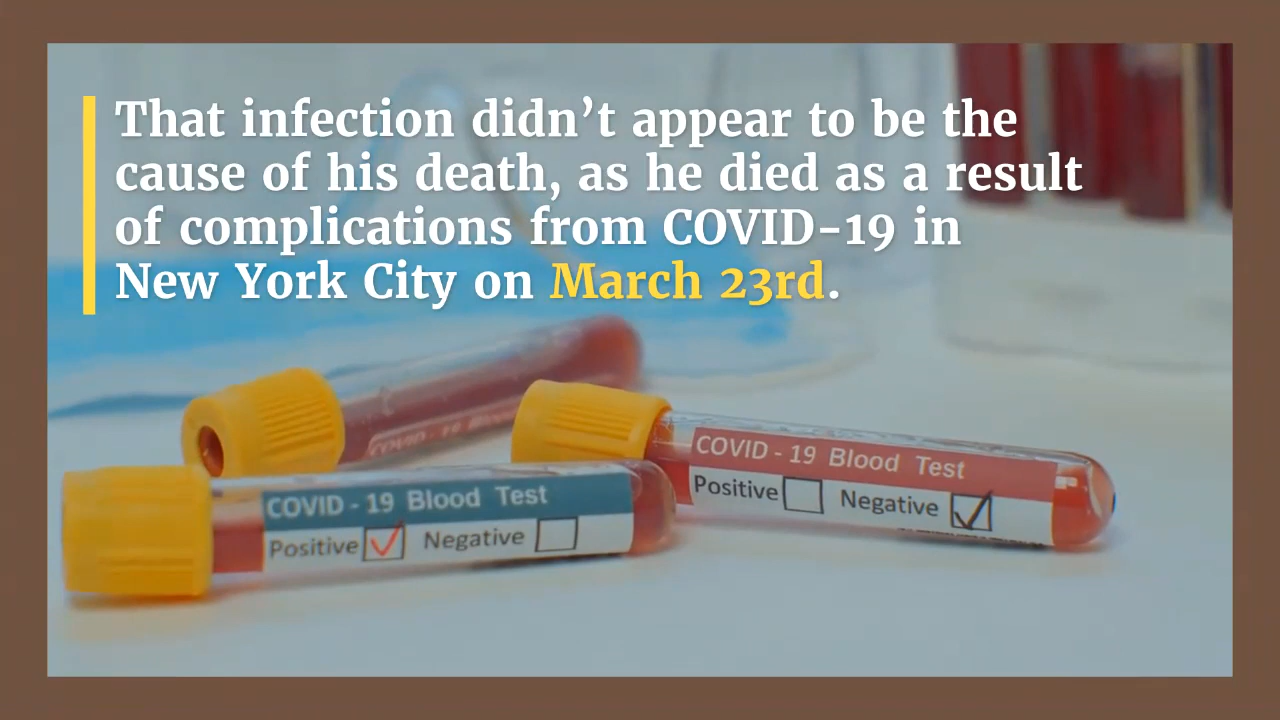 That infection didn’t appear to be the
cause of his death, as he died as a result
of complications from COVID-19 in
New York City on March 23rd.
COVID - 19 Blood Test
Positive Negative
COVID - 19 Blood Test
Positive Negative
COVID - 19